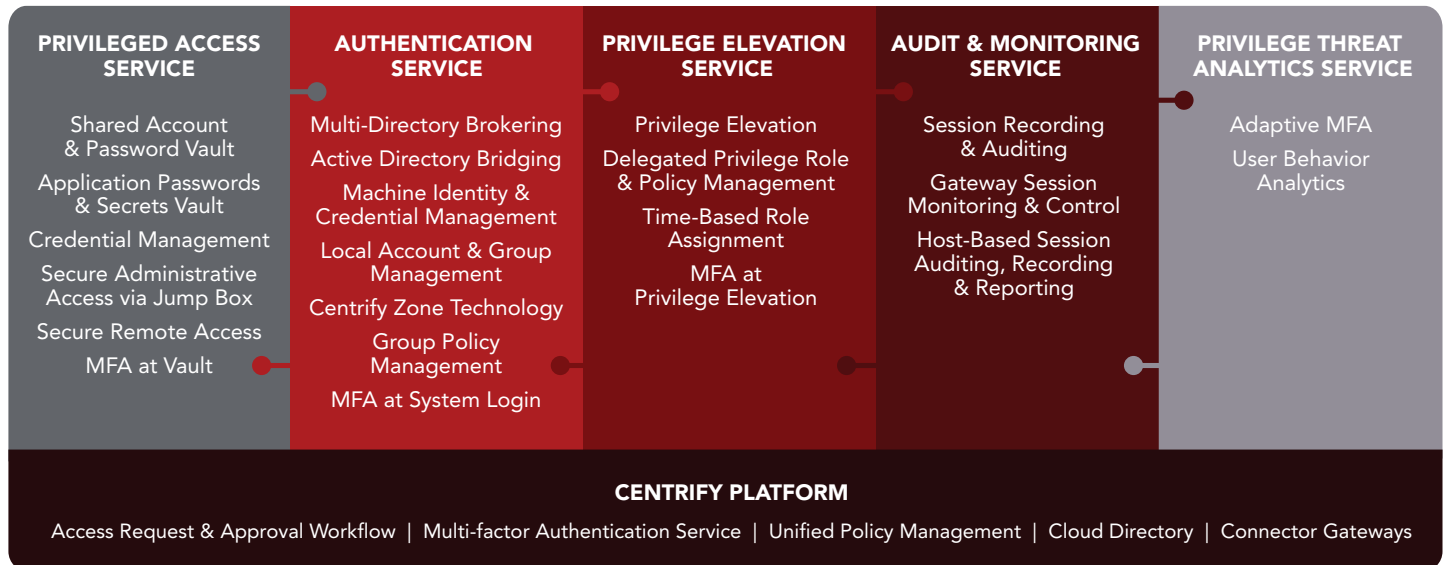 PRIVILEGED ACCESS
SERVICE
Shared Account
& Password Vault
Application Passwords
& Secrets Vault
Credential Management
Secure Administrative
Access via Jump Box
Secure Remote Access
MFA at Vault
AUTHENTICATION
SERVICE
Multi-Directory Brokering
Active Directory Bridging
Machine Identity &
Credential Management
Local Account & Group
Management
Centrify Zone Technology
Group Policy
Management
MFA at System Login
PRIVILEGE ELEVATION
SERVICE
Privilege Elevation
Delegated Privilege Role
& Policy Management
Time-Based Role
Assignment
MFA at
Privilege Elevation
AUDIT & MONITORING
SERVICE
Session Recording
& Auditing
Gateway Session
Monitoring & Control
Host-Based Session
Auditing, Recording
& Reporting
PRIVILEGE THREAT
ANALYTICS SERVICE
Adaptive MFA
User Behavior
Analytics
CENTRIFY PLATFORM
Access Request & Approval Workflow | Multi-factor Authentication Service | Unified Policy Management | Cloud Directory | Connector Gateways